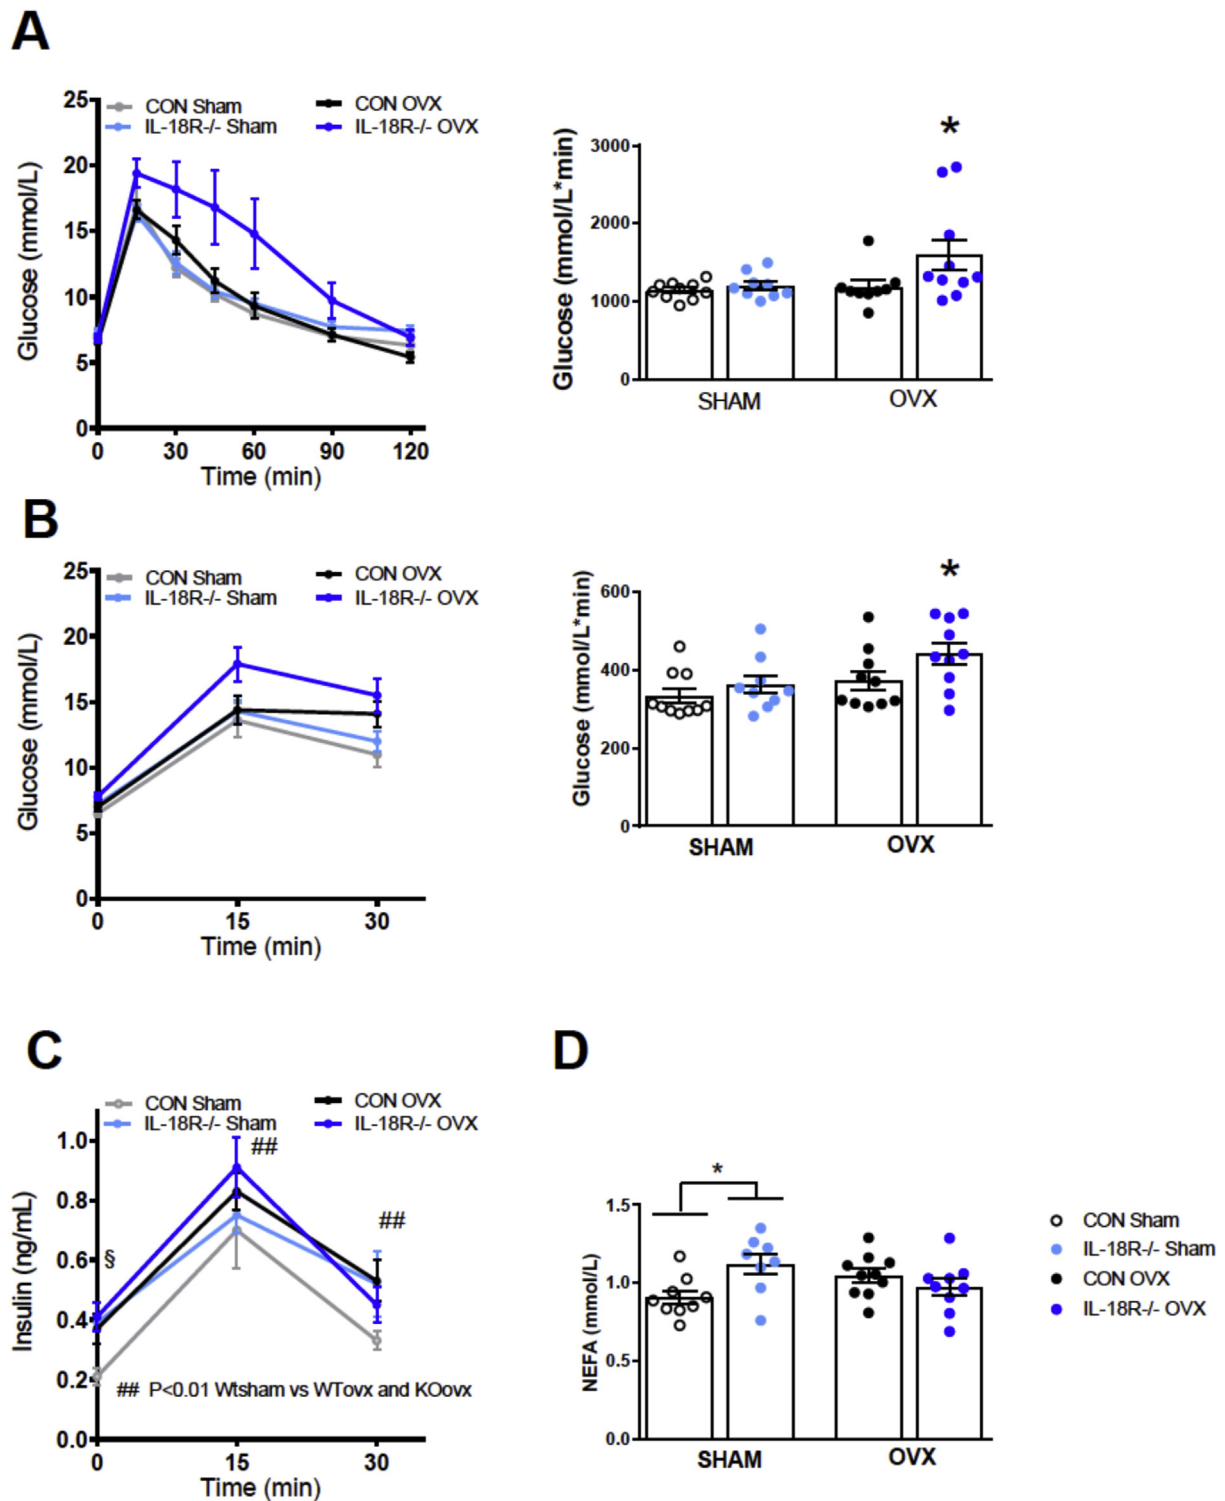 A
CON Sham
CON OVX
IL-18R-/- Sham
IL-18R-/- OVX
25
20
15
10
5
0
Glucose (mmol/L)
0 30 60 90 120
Time (min)
*
3000
2000
1000
0
Glucose (mmol/L*min)
SHAM OVX
B
CON Sham
CON OVX
IL-18R-/- Sham
IL-18R-/- OVX
25
20
15
10
5
0
Glucose (mmol/L)
0 15 30
Time (min)
*
600
400
200
0
Glucose (mmol/L*min)
SHAM OVX
C
CON Sham
CON OVX
IL-18R-/- Sham
IL-18R-/- OVX
1.0
0.8
0.6
0.4
0.2
0.0
Insulin (ng/mL)
§
##
##
## P<0.01 Wtsham vs WTovx and KOovx
0 15 30
Time (min)
D
*
1.5
1.0
0.5
0.0
NEFA (mmol/L)
SHAM OVX
CON Sham
IL-18R-/- Sham
CON OVX
IL-18R-/- OVX